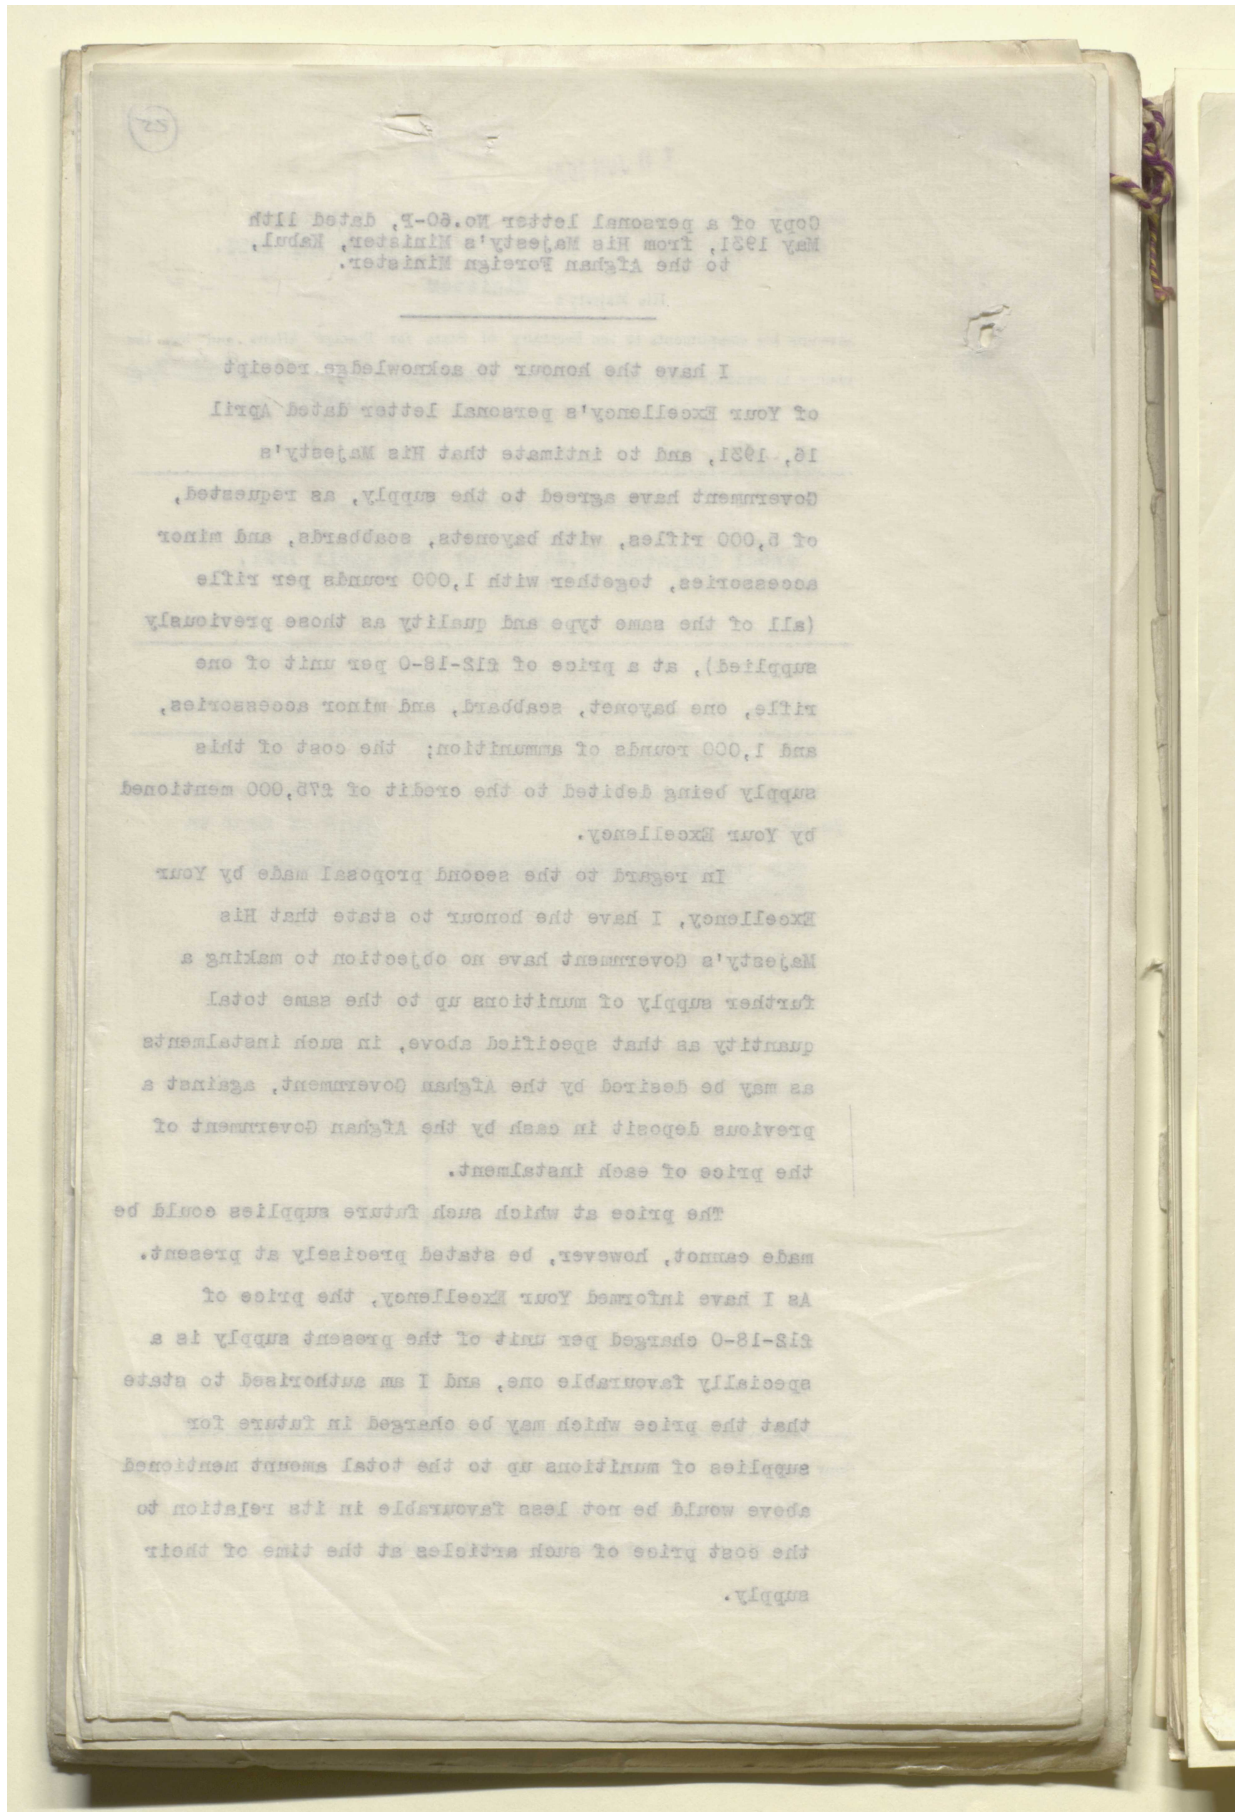 Copy of a personal letter No.60-P, dated 11th
May 1931, from His Majesty's Minister, Kabul,
to the Afghan Foreign Minister.
I have the honour to acknowledge receipt
of Your Excellency's personal letter dated April
16, 1931, and to intimate that His Majesty's
Government have agreed to the supply, as requested,
of 5,000 rifles, with bayonets, scabbards, and minor
accessories, together with 1,000 rounds per rifle
(all of the same type and quality as those previously
supplied), at a price of £12-18-0 per unit of one
rifle, one bayonet, scabbard, and minor accessories,
and 1,000 rounds of ammunition; the cost of this
supply being debited to the credit of £75,000 mentioned
by Your Excellency.
In regard to the second proposal made by Your
Excellency, I have the honour to state that His
Majesty's Government have no objection to making a
further supply of munitions up to the same total
quantity as that specified above, in such instalments
as may be desired by the Afghan Government, against a
previous deposit in cash by the Afghan Government of
the price of each instalment.
The price at which such future supplies could be
made cannot, however, be stated precisely at present.
As I have informed Your Excellency, the price of
£12-18-0 charged per unit of the present supply is a
specially favourable one, and I am authorised to state
that the price which may be charged in future for
supplies of munitions up to the total amount mentioned
above would be not less favourable in its relation to
the cost price of such articles at the time of their
supply.